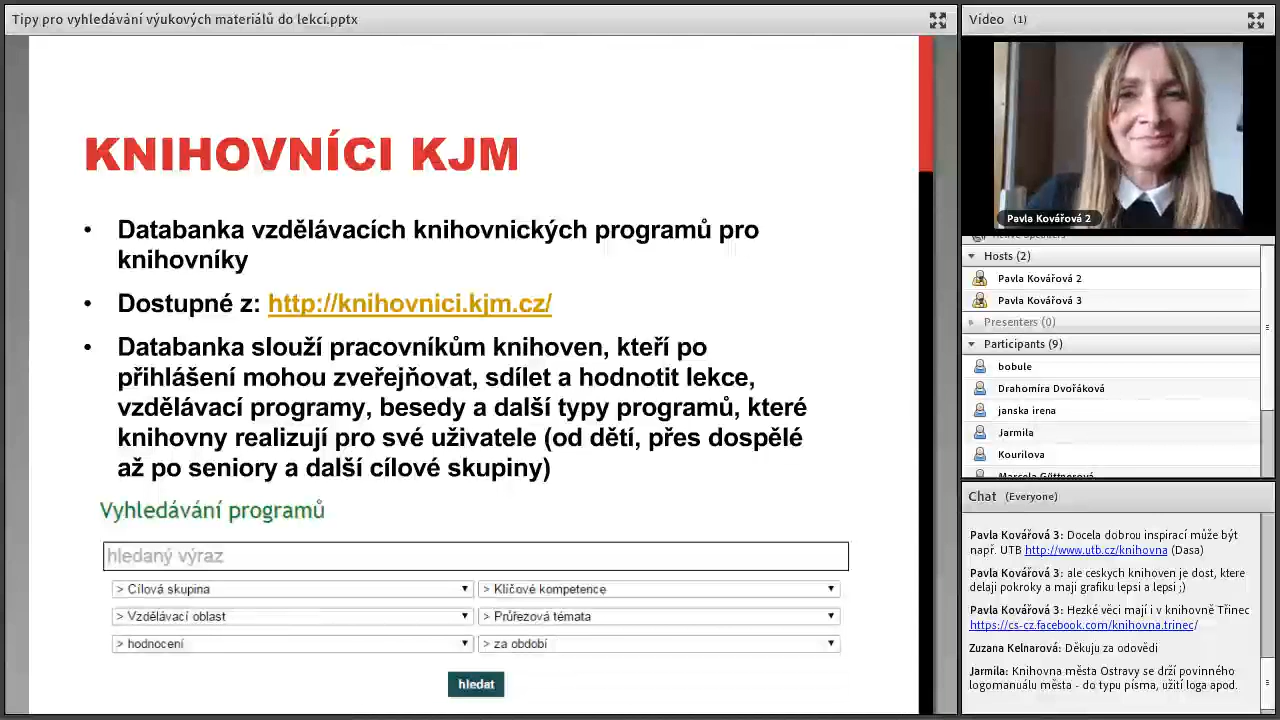 Tipy pro vyhledávání výukových materiálů do lekcí.pptx
KNIHOVNÍCI KJM
• Databanka vzdělávacích knihovnických programů pro
knihovníky
• Dostupné z: http://knihovnici.kjm.cz/
• Databanka slouží pracovníkům knihoven, kteří po
přihlášení mohou zveřejňovat, sdílet a hodnotit lekce,
vzdělávací programy, besedy a další typy programů, které
knihovny realizují pro své uživatele (od dětí, přes dospělé
až po seniory a další cílové skupiny)
Vyhledávání programů
hledaný výraz
> Cílová skupina
> Klíčové kompetence
> Vzdělávací oblast
> Průřezová témata
> hodnocení
> za období
hledat
Video (1)
Pavla Kovářová 2
Active Speakers
Hosts (2)
Pavla Kovářová 2
Pavla Kovářová 3
Presenters (0)
Participants (9)
bobule
Drahomíra Dvořáková
janska irena
Jarmila
Kourilova
Marcela Güttnerová
Chat (Everyone)
Pavla Kovářová 3: Docela dobrou inspirací může být
např. UTB http://www.utb.cz/knihovna (Dasa)
Pavla Kovářová 3: ale ceskych knihoven je dost, ktere
delaji pokroky a maji grafiku lepsi a lepsi ;)
Pavla Kovářová 3: Hezké věci mají i v knihovně Třinec
https://cs-cz.facebook.com/knihovna.trinec/
Zuzana Kelnarová: Děkuju za odovědi
Jarmila: Knihovna města Ostravy se drží povinného
logomanuálu města - do typu písma, užití loga apod.